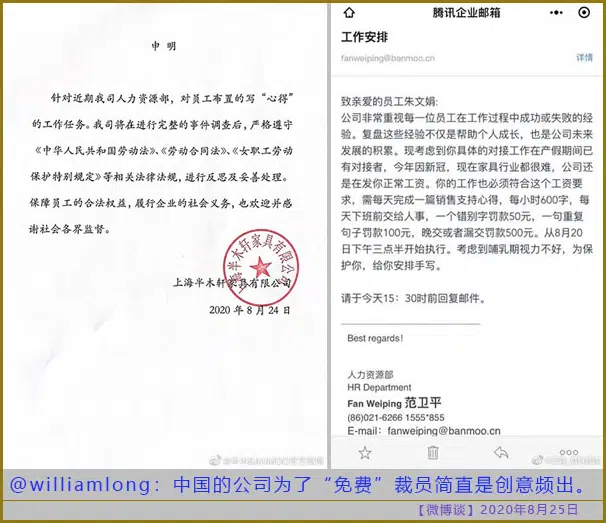 申 明
针对近期我司人力资源部，对员工布置的写“心得”
的工作任务。我司将在进行完整的事件调查后，严格遵守
《中华人民共和国劳动法》、《劳动合同法》、《女职工劳动
保护特别规定》等相关法律法规，进行反思及妥善处理。
保障员工的合法权益，履行企业的社会义务，也欢迎并感
谢社会各界监督。
上海半木轩家具有限公司
2020 年 8 月 24 日
腾讯企业邮箱
工作安排
fanweiping@banmoo.cn
详情
致亲爱的员工朱文娟:
公司非常重视每一位员工在工作过程中成功或失败的经
验。复盘这些经验不仅是帮助个人成长，也是公司未来
发展的积累。现考虑到你具体的对接工作在产假期间已
有对接者，今年因新冠，现在家具行业都很难，公司还
是在发你正常工资。你的工作也必须符合这个工资要
求，需每天完成一篇销售支持心得，每小时600字，每
天下班前交给人事，一个错别字罚款50元，一句重复
句子罚款100元，晚交或者漏交罚款500元。从8月20
日下午三点半开始执行。考虑到哺乳期视力不好，为保
护你，给你安排手写。
请于今天15：30时前回复邮件。
Best regards!
人力资源部
HR Department
Fan Weiping 范卫平
(86)021-6266 1555*855
E-mail：fanweiping@banmoo.cn
@williamlong：中国的公司为了“免费”裁员简直是创意频出。
【微博谈】2020年8月25日